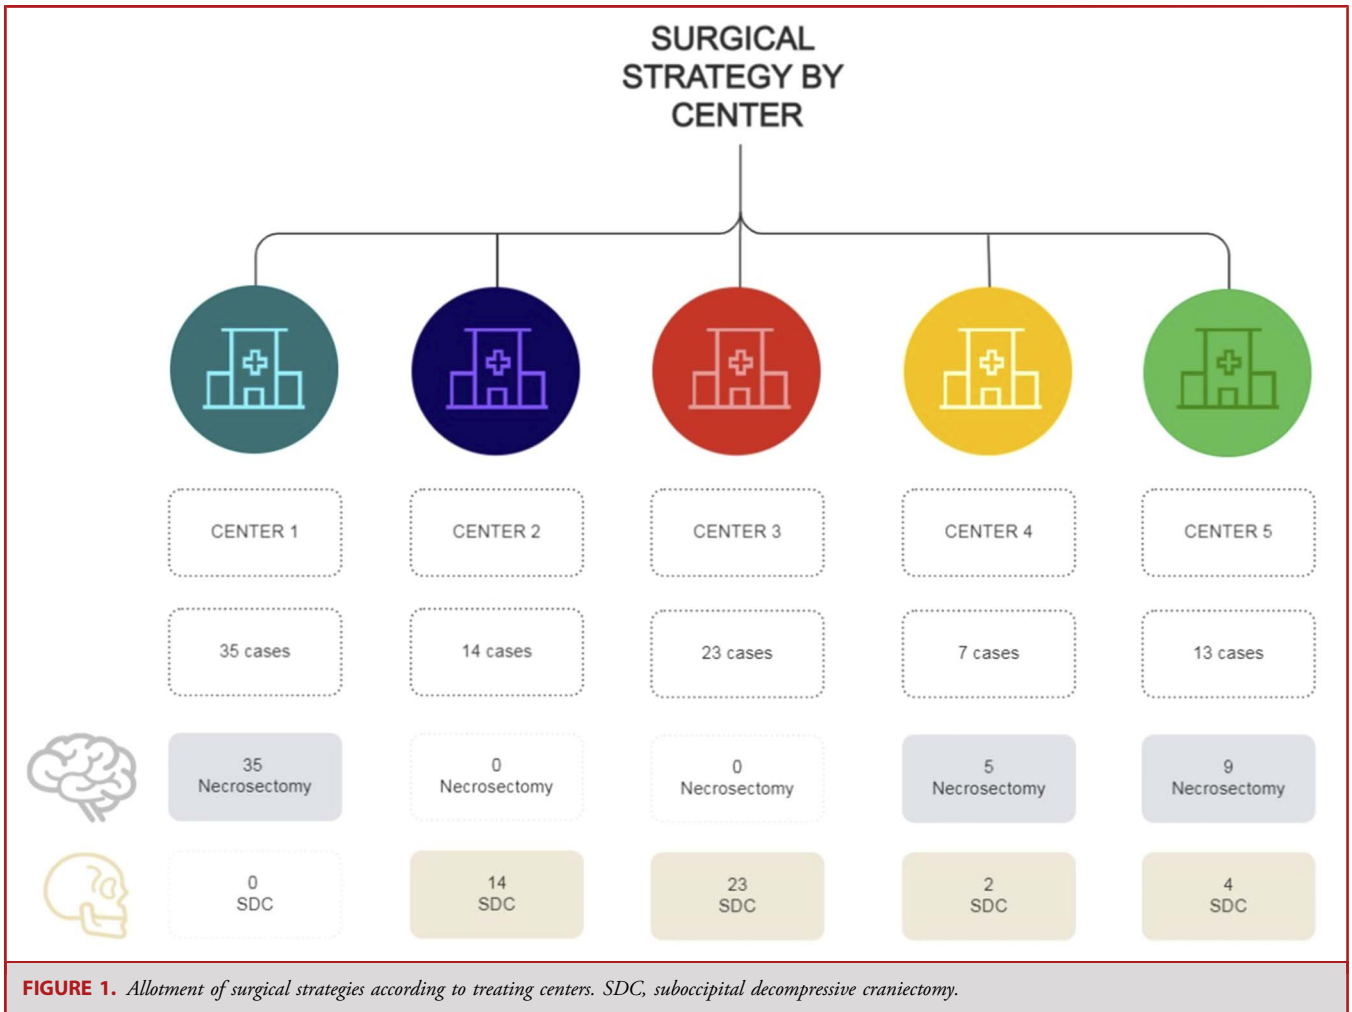 SURGICAL
STRATEGY BY
CENTER
CENTER 1
CENTER 2
CENTER 3
CENTER 4
CENTER 5
35 cases
14 cases
23 cases
7 cases
13 cases
35
Necrosectomy
0
Necrosectomy
0
Necrosectomy
5
Necrosectomy
9
Necrosectomy
0
SDC
14
SDC
23
SDC
2
SDC
4
SDC
FIGURE 1. Allotment of surgical strategies according to treating centers. SDC, suboccipital decompressive craniectomy.